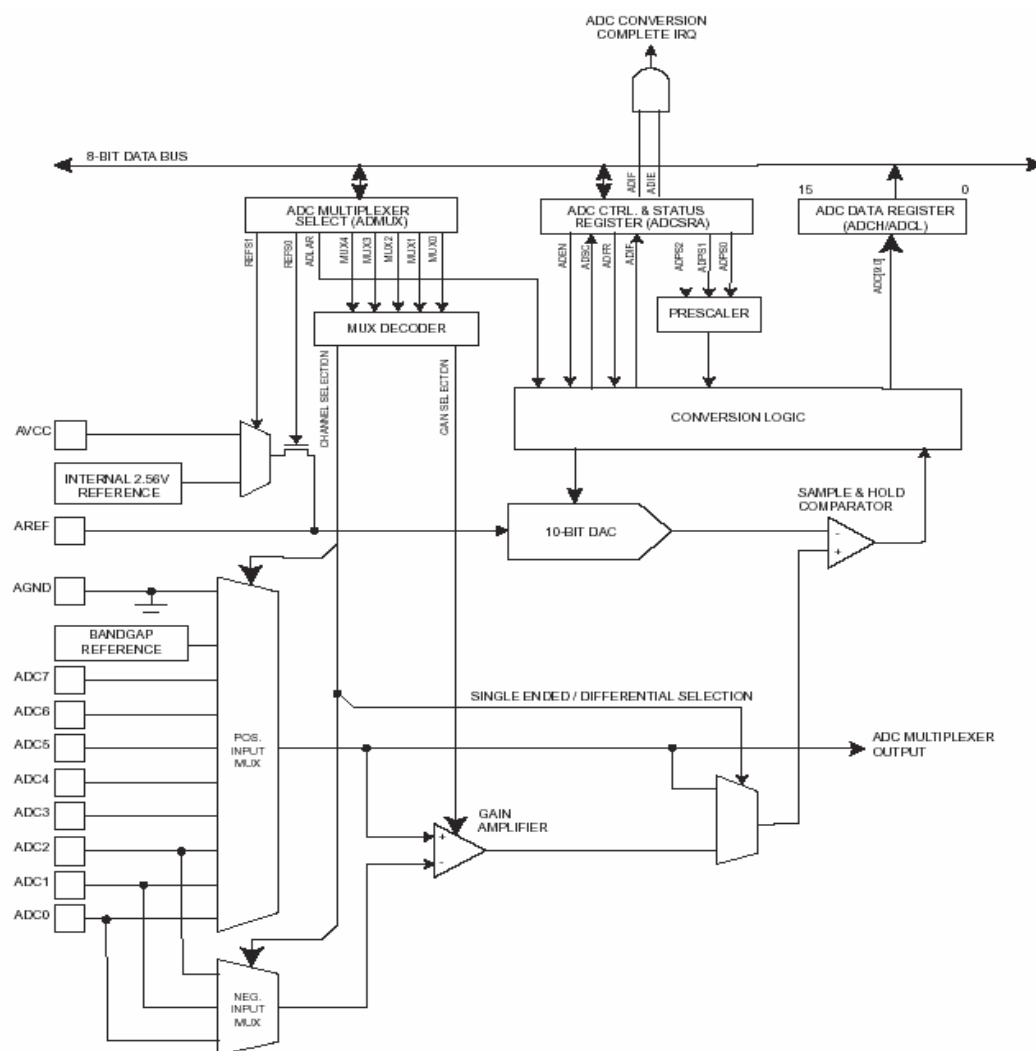 ADC CONVERSION
COMPLETE IRQ
8-BIT DATA BUS
ADIF
ADIE
15
0
ADC MULTIPLEXER
SELECT (ADMUX)
ADC CTRL. & STATUS
REGISTER (ADCSRA)
ADC DATA REGISTER
(ADCH/ADCL)
REFS1
REFS0
ADLAR
MUX4
MUX3
MUX2
MUX1
MUX0
ADEN
ADSC
ADFR
ADIF
ADPS2
ADPS1
ADPS0
ADC[9:0]
MUX DECODER
PRESCALER
CHANNEL SELECTION
GAIN SELECTION
CONVERSION LOGIC
AVCC
INTERNAL 2.56V
REFERENCE
SAMPLE & HOLD
COMPARATOR
AREF
10-BIT DAC
-
+
AGND
BANDGAP
REFERENCE
ADC7
SINGLE ENDED / DIFFERENTIAL SELECTION
ADC6
ADC5
POS.
INPUT
MUX
ADC MULTIPLEXER
OUTPUT
ADC4
ADC3
GAIN
AMPLIFIER
+
-
ADC2
ADC1
ADC0
NEG.
INPUT
MUX